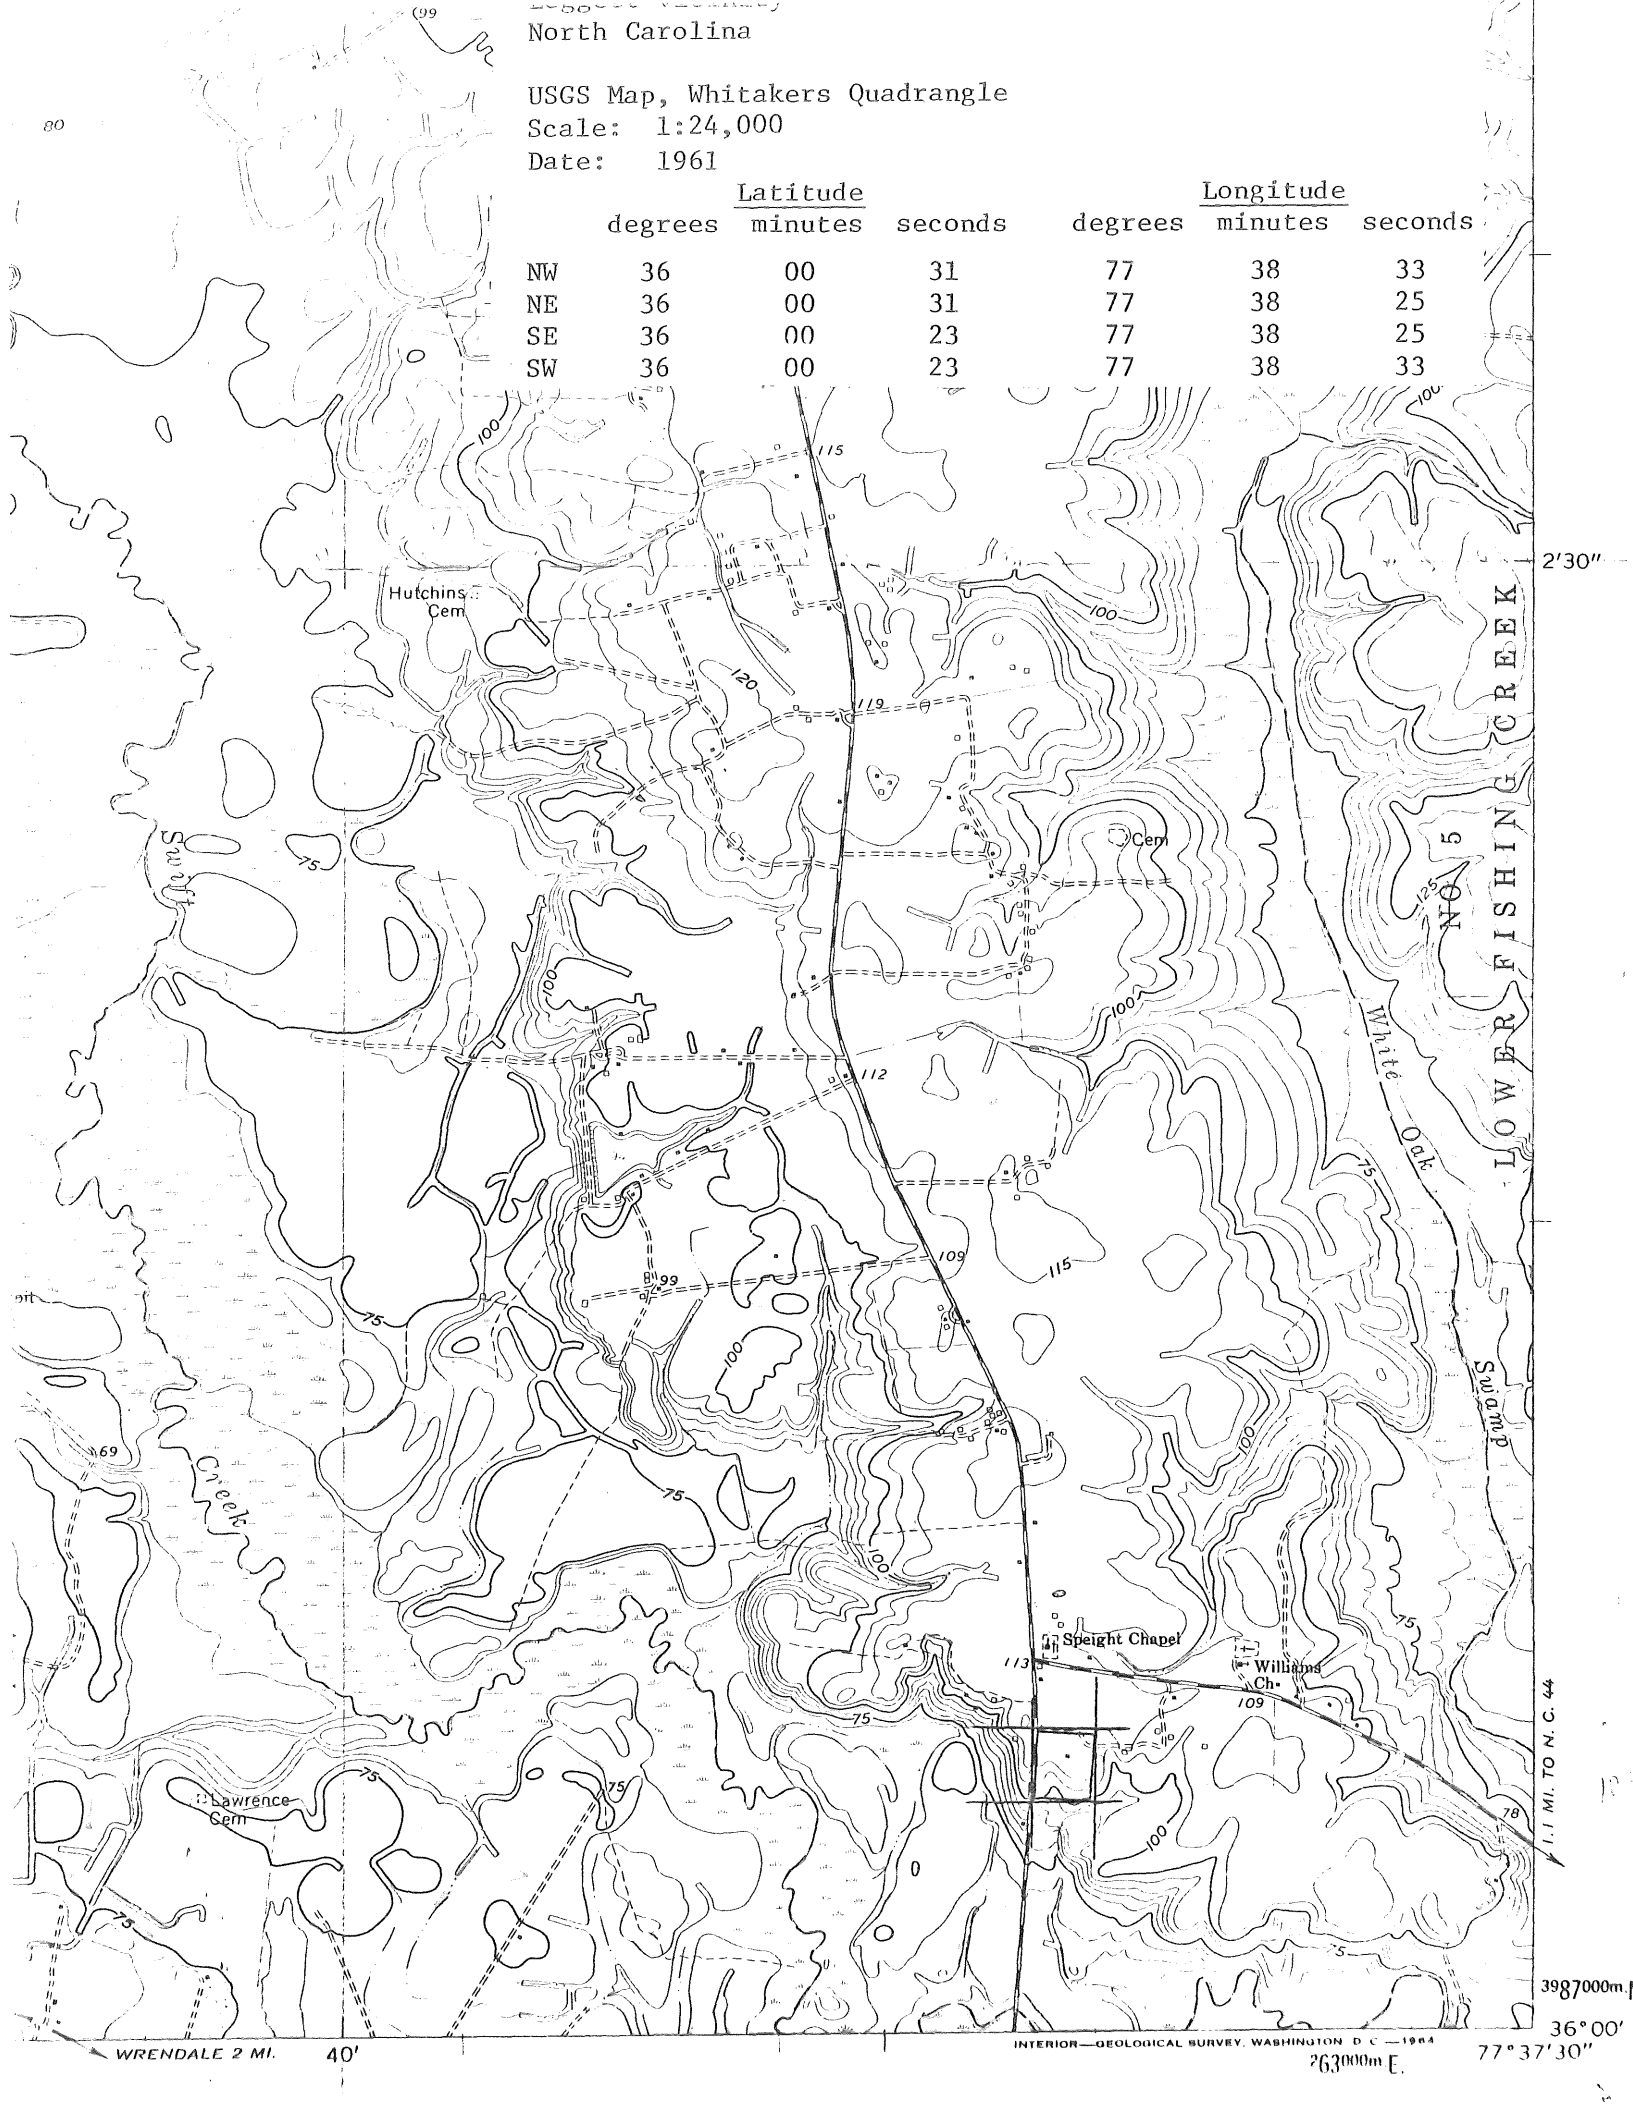 (99
North Carolina
USGS Map, Whitakers Quadrangle
80
Scale: 1:24,000
Date: 1961
Latitude Longitude
degrees minutes seconds degrees minutes seconds
NW 36 00 31 77 38 33
NE 36 00 31 77 38 25
SE 36 00 23 77 38 25
SW 36 00 23 77 38 33
100
100
115
2'30"
Hutchins
Cem
100
120
119
Swift
75
Cem
NO 5
125
LOWER FISHING CREEK
100
100
White Oak Swamp
112
75
109
115
99
75
100
69
Creek
100
75
100
75
Speight Chapel
113
Williams
Ch
109
75
1.1 MI. TO N. C. 44
75
75
Lawrence
Cem
78
100
75
75
3987000m.
36°00'
INTERIOR—GEOLOGICAL SURVEY, WASHINGTON D C —1964
WRENDALE 2 MI.
40'
263000m.E.
77°37'30"